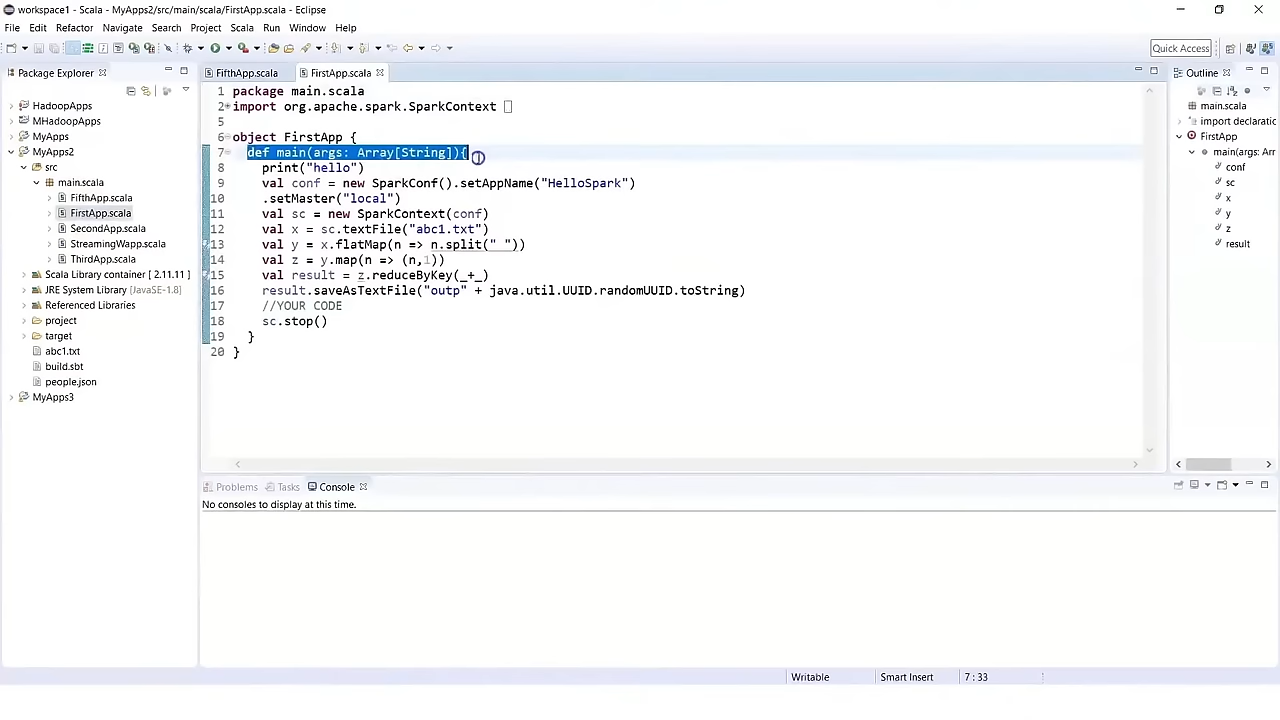 workspace1 - Scala - MyApps2/src/main/scala/FirstApp.scala - Eclipse
File Edit Refactor Navigate Search Project Scala Run Window Help
Quick Access
Package Explorer
HadoopApps
MHadoopApps
MyApps
MyApps2
src
main.scala
FifthApp.scala
FirstApp.scala
SecondApp.scala
StreamingWapp.scala
ThirdApp.scala
Scala Library container [ 2.11.11 ]
JRE System Library [JavaSE-1.8]
Referenced Libraries
project
target
abc1.txt
build.sbt
people.json
MyApps3
FifthApp.scala FirstApp.scala
1 package main.scala
2 import org.apache.spark.SparkContext
5
6 object FirstApp {
7 def main(args: Array[String]){
8 print("hello")
9 val conf = new SparkConf().setAppName("HelloSpark")
10 .setMaster("local")
11 val sc = new SparkContext(conf)
12 val x = sc.textFile("abc1.txt")
13 val y = x.flatMap(n => n.split(" "))
14 val z = y.map(n => (n,1))
15 val result = z.reduceByKey(_+_)
16 result.saveAsTextFile("outp" + java.util.UUID.randomUUID.toString)
17 //YOUR CODE
18 sc.stop()
19 }
20 }
Outline
main.scala
import declaratic
FirstApp
main(args: Arr
conf
sc
x
y
z
result
Problems Tasks Console
No consoles to display at this time.
Writable Smart Insert 7 : 33